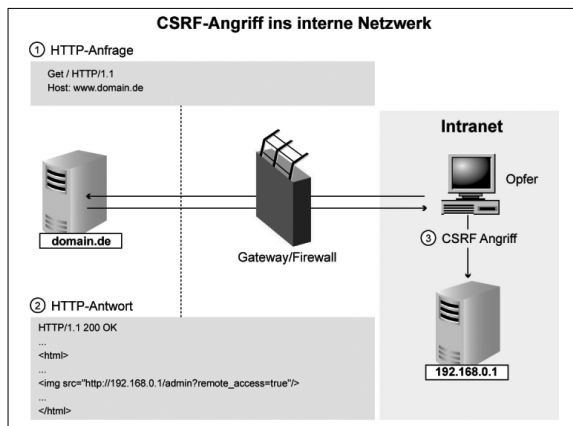 CSRF-Angriff ins interne Netzwerk
1 HTTP-Anfrage
Get / HTTP/1.1
Host: www.domain.de
Intranet
Opfer
domain.de
Gateway/Firewall
3 CSRF Angriff
2 HTTP-Antwort
HTTP/1.1 200 OK
...
<html>
...
<img src="http://192.168.0.1/admin?remote_access=true"/>
...
</html>
192.168.0.1